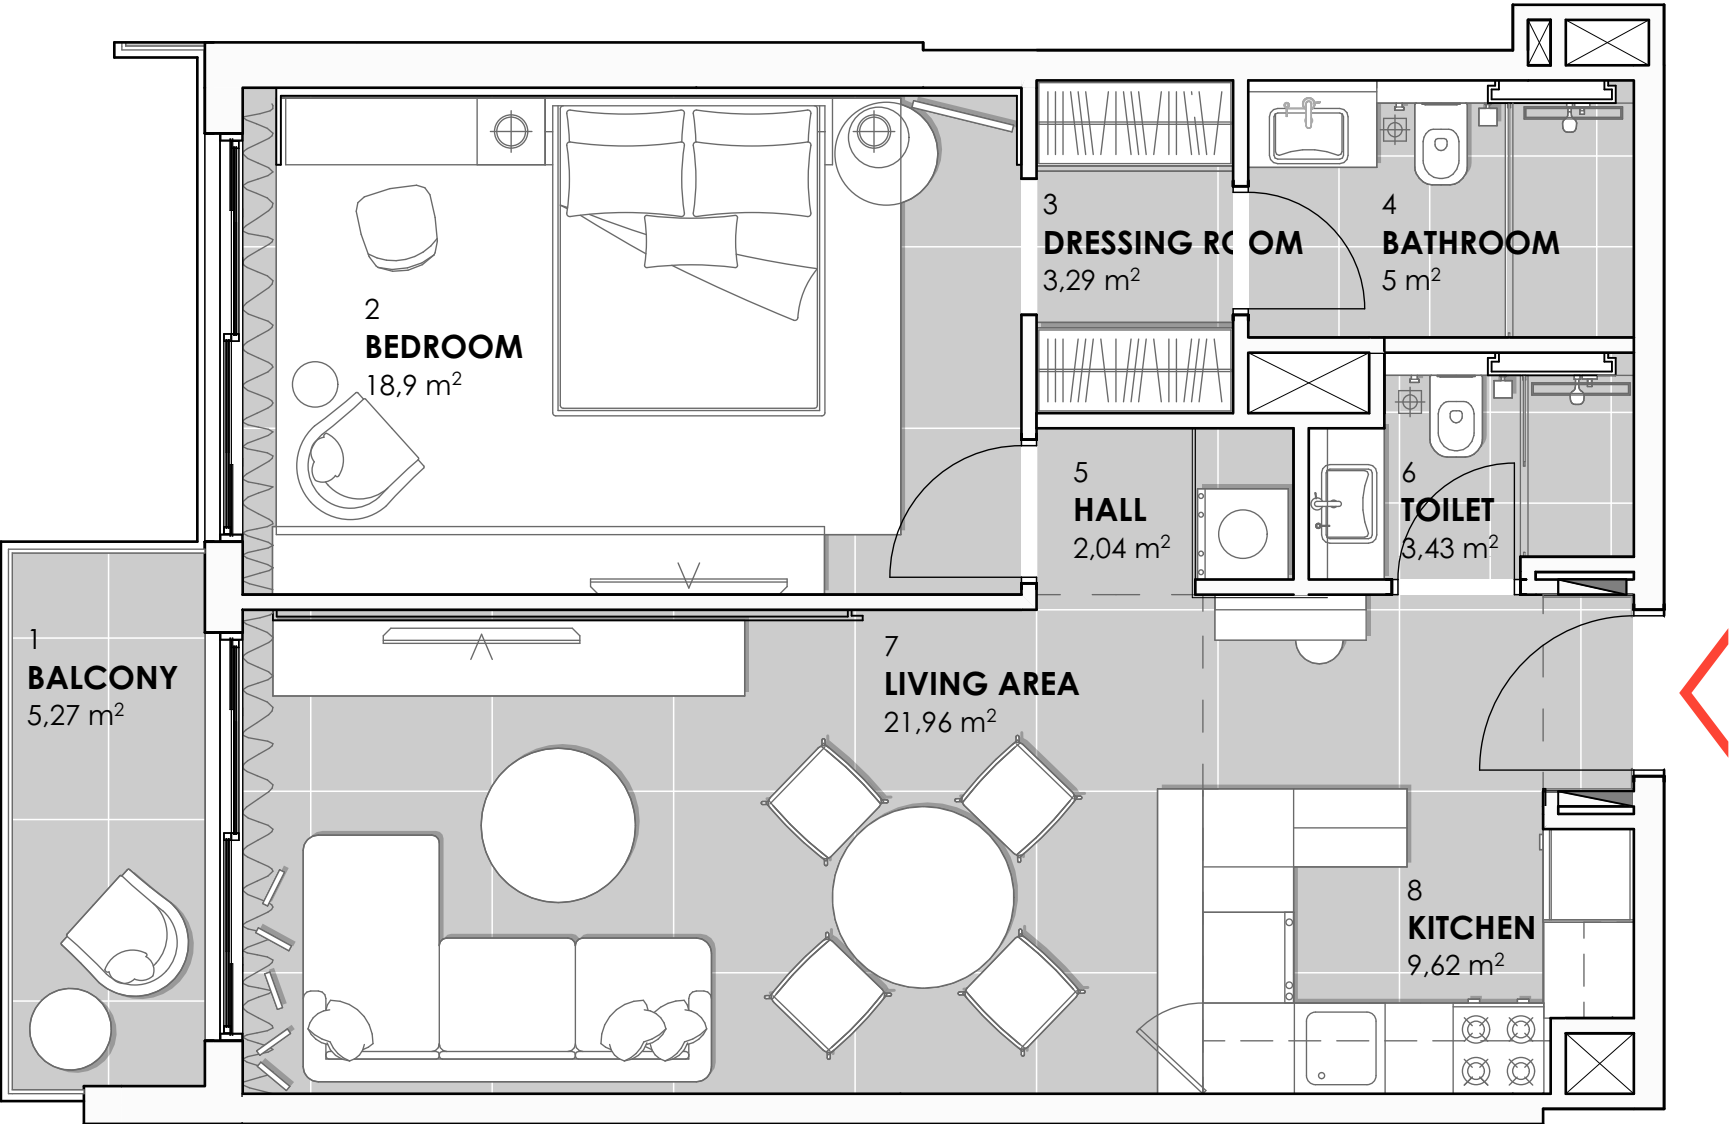 1
BALCONY
5,27 m²
2
BEDROOM
18,9 m²
3
DRESSING ROOM
3,29 m²
4
BATHROOM
5 m²
5
HALL
2,04 m²
6
TOILET
3,43 m²
7
LIVING AREA
21,96 m²
8
KITCHEN
9,62 m²